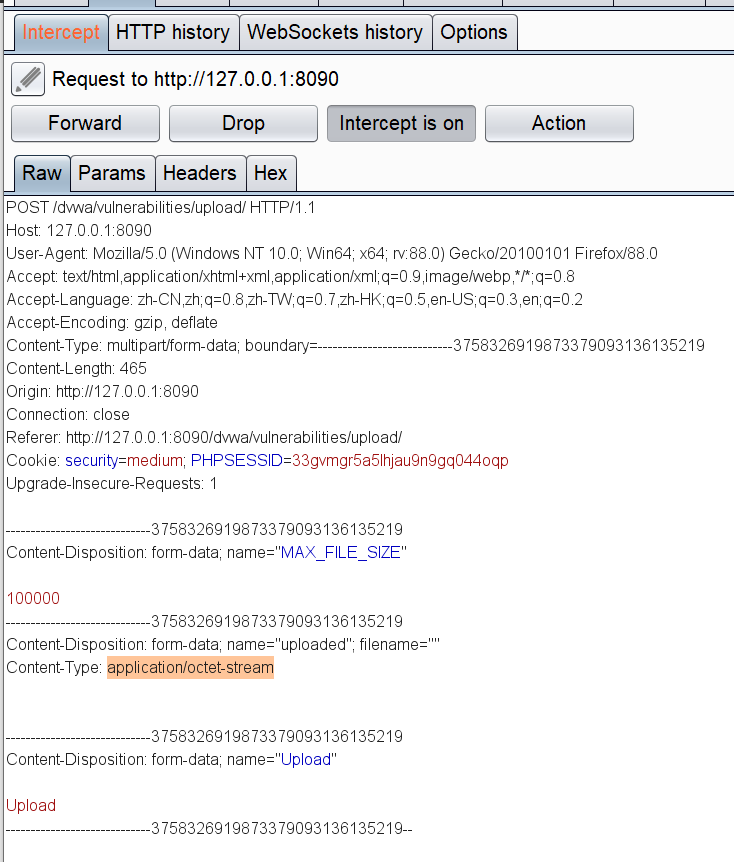 Intercept HTTP history WebSockets history Options
Request to http://127.0.0.1:8090
Forward Drop Intercept is on Action
Raw Params Headers Hex
POST /dvwa/vulnerabilities/upload/ HTTP/1.1
Host: 127.0.0.1:8090
User-Agent: Mozilla/5.0 (Windows NT 10.0; Win64; x64; rv:88.0) Gecko/20100101 Firefox/88.0
Accept: text/html,application/xhtml+xml,application/xml;q=0.9,image/webp,*/*;q=0.8
Accept-Language: zh-CN,zh;q=0.8,zh-TW;q=0.7,zh-HK;q=0.5,en-US;q=0.3,en;q=0.2
Accept-Encoding: gzip, deflate
Content-Type: multipart/form-data; boundary=---------------------------3758326919873379093136135219
Content-Length: 465
Origin: http://127.0.0.1:8090
Connection: close
Referer: http://127.0.0.1:8090/dvwa/vulnerabilities/upload/
Cookie: security=medium; PHPSESSID=33gvmgr5a5lhjau9n9gq044oqp
Upgrade-Insecure-Requests: 1
-----------------------------3758326919873379093136135219
Content-Disposition: form-data; name="MAX_FILE_SIZE"
100000
-----------------------------3758326919873379093136135219
Content-Disposition: form-data; name="uploaded"; filename=""
Content-Type: application/octet-stream
-----------------------------3758326919873379093136135219
Content-Disposition: form-data; name="Upload"
Upload
-----------------------------3758326919873379093136135219--